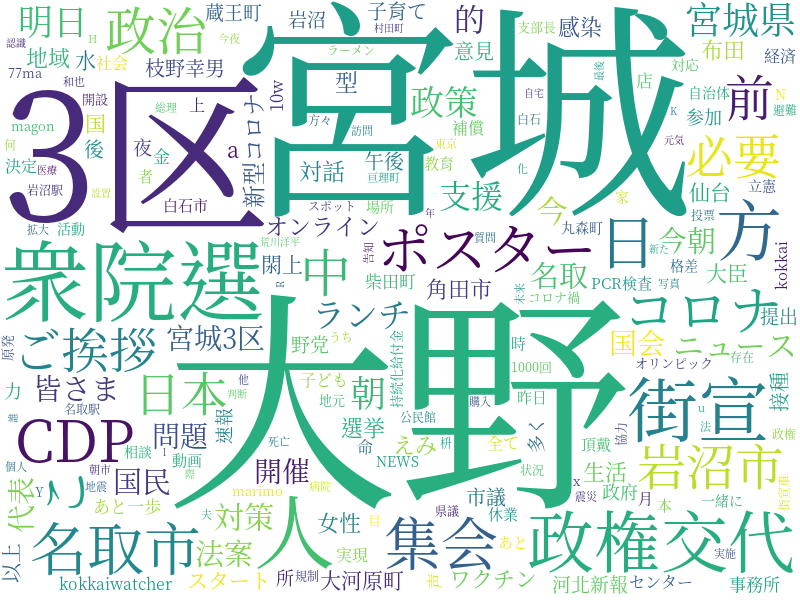 明日
政治
蔵王町
岩沼
子育て
的
感染
宮城県
認識
今夜
支部長
村田町
ラーメン
宮
城
3区
地域
水
社会
枝野幸男
10w
型
意見
布田
経済
77ma
和也
開設
上
コロナ
政策
店
最後
対応
前
総理
方々
自宅
自治体
magon
国
後
夜
a
新型
対話
午後
補償
参加
避難
何
決定
医療
金
訪問
教育
白石
必要
岩沼駅
設置
者
亘理町
東京
元気
化
仙台
立憲
白石市
スポット
場所
支援
家
投票
拡大
活動
オンライン
ポスター
今
日
方
衆院選
荒川洋平
年
告知
質問
丸森町
今朝
新た
格差
kokkai
閖上
中
柴田町
名取
大臣
角田市
PCR検査
未来
コロナ禍
写真
ランチ
コロナ
提出
原発
ご挨拶
宮城3区
野党
うち
時
国会
ニュース
存在
大野
持続化給付金
1000回
オリンピック
力
皆さま
日本
朝
子ども
地元
昨日
街宣
接種
名取駅
他
判断
速報
選挙
公民館
購入
多く
協力
法
政権
CDP
問題
命
えみ
枡
全て
頂戴
岩沼市
相談
死亡
NEWS
状況
生活
個人
朝市
地震
動画
開催
代表
国民
marimo
病院
市議
政府
震災
月
本
一緒に
街宣車
あと一歩
対策
人
女性
県議
休業
集会
あと
政権交代
以上
名取市
法案
夫
実現
目
声
実施
kokkaiwatcher
スタート
所
規制
大河原町
ワクチン
河北新報
センター
事務所